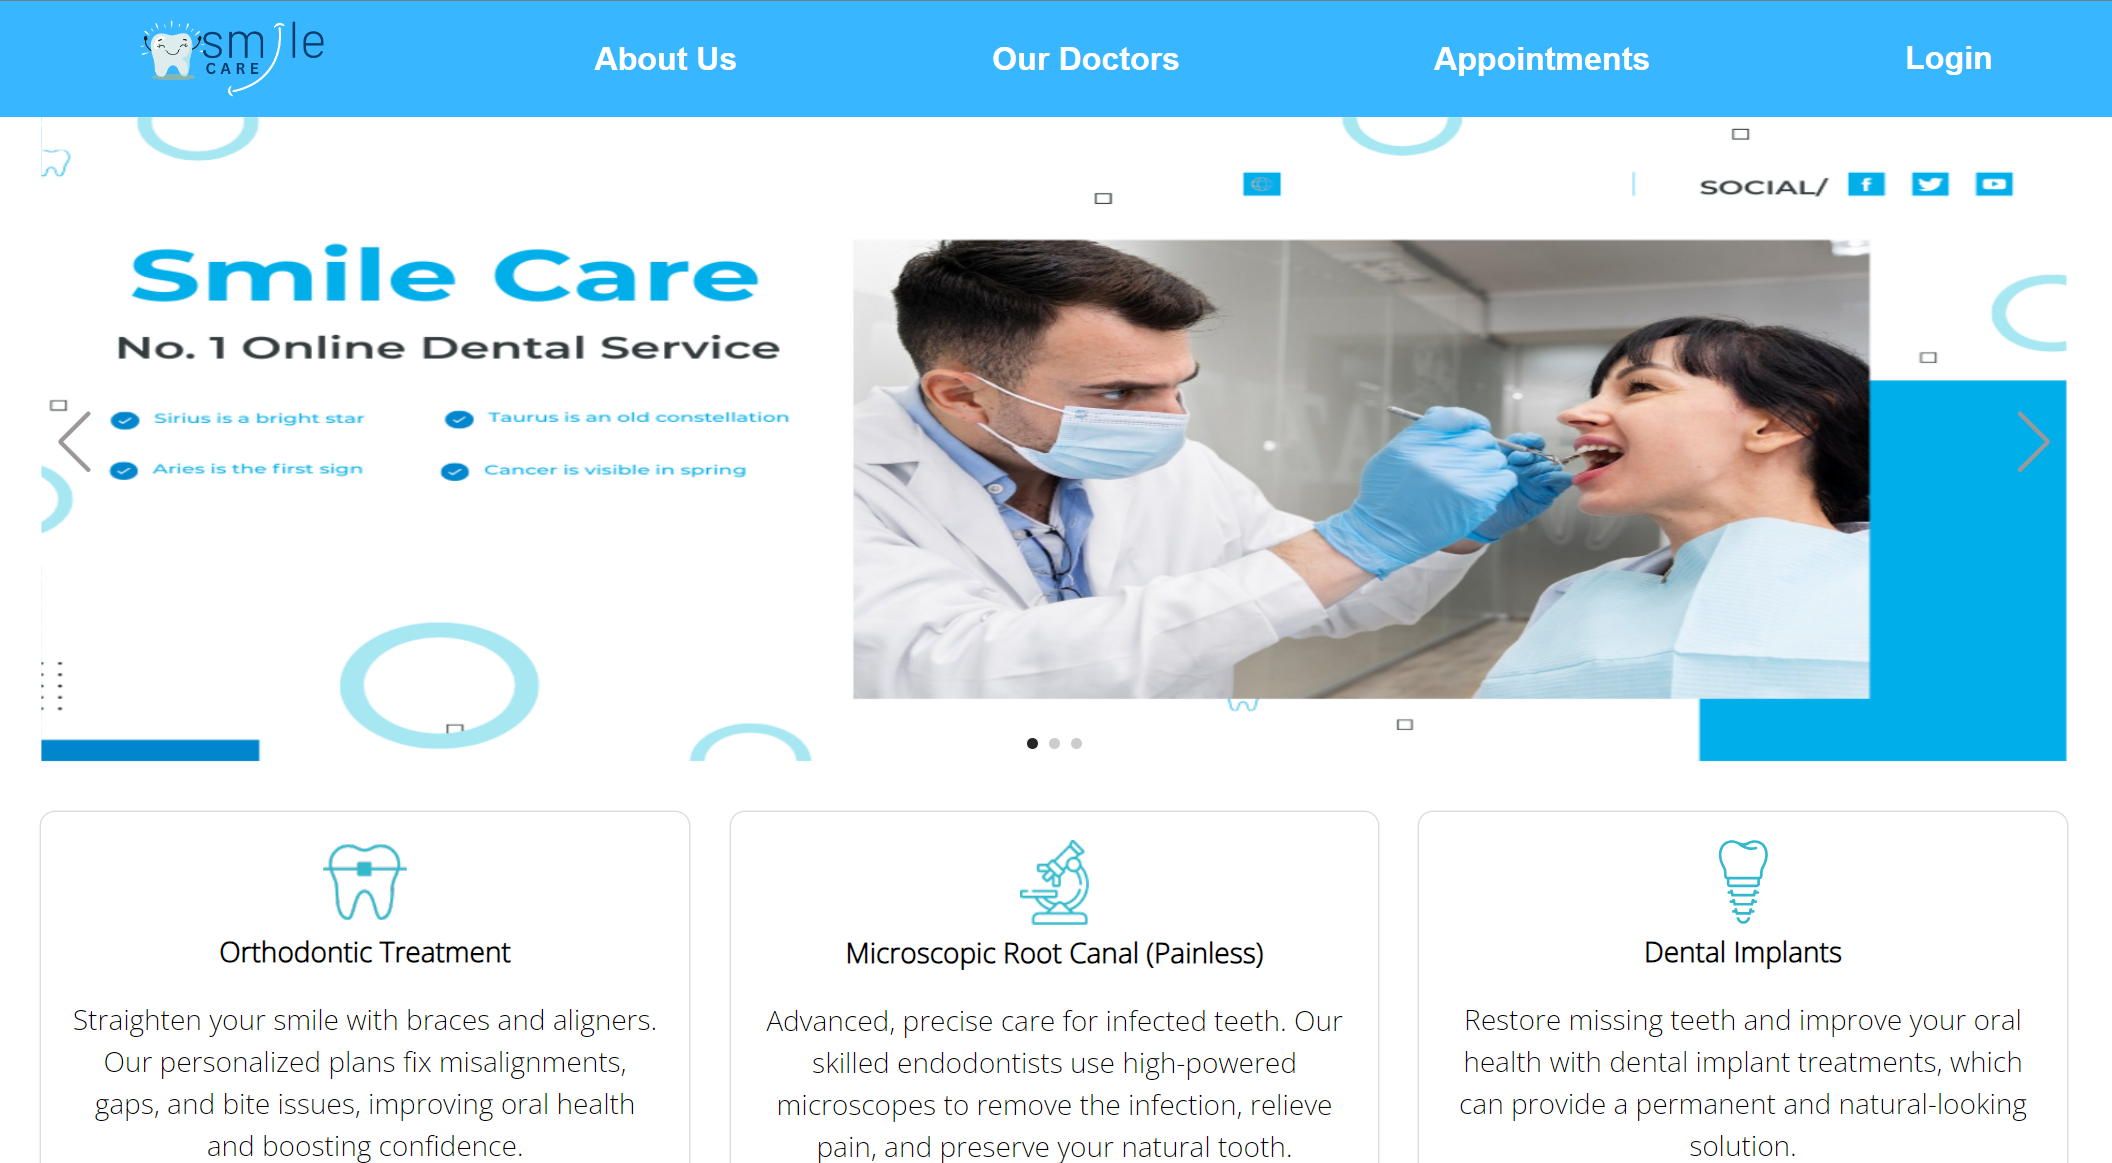 smile
CARE
About Us
Our Doctors
Appointments
Login
SOCIAL/
Smile Care
No. 1 Online Dental Service
Sirius is a bright star
Taurus is an old constellation
Aries is the first sign
Cancer is visible in spring
Orthodontic Treatment
Straighten your smile with braces and aligners.
Our personalized plans fix misalignments,
gaps, and bite issues, improving oral health
and boosting confidence.
Microscopic Root Canal (Painless)
Advanced, precise care for infected teeth. Our
skilled endodontists use high-powered
microscopes to remove the infection, relieve
pain, and preserve your natural tooth.
Dental Implants
Restore missing teeth and improve your oral
health with dental implant treatments, which
can provide a permanent and natural-looking
solution.